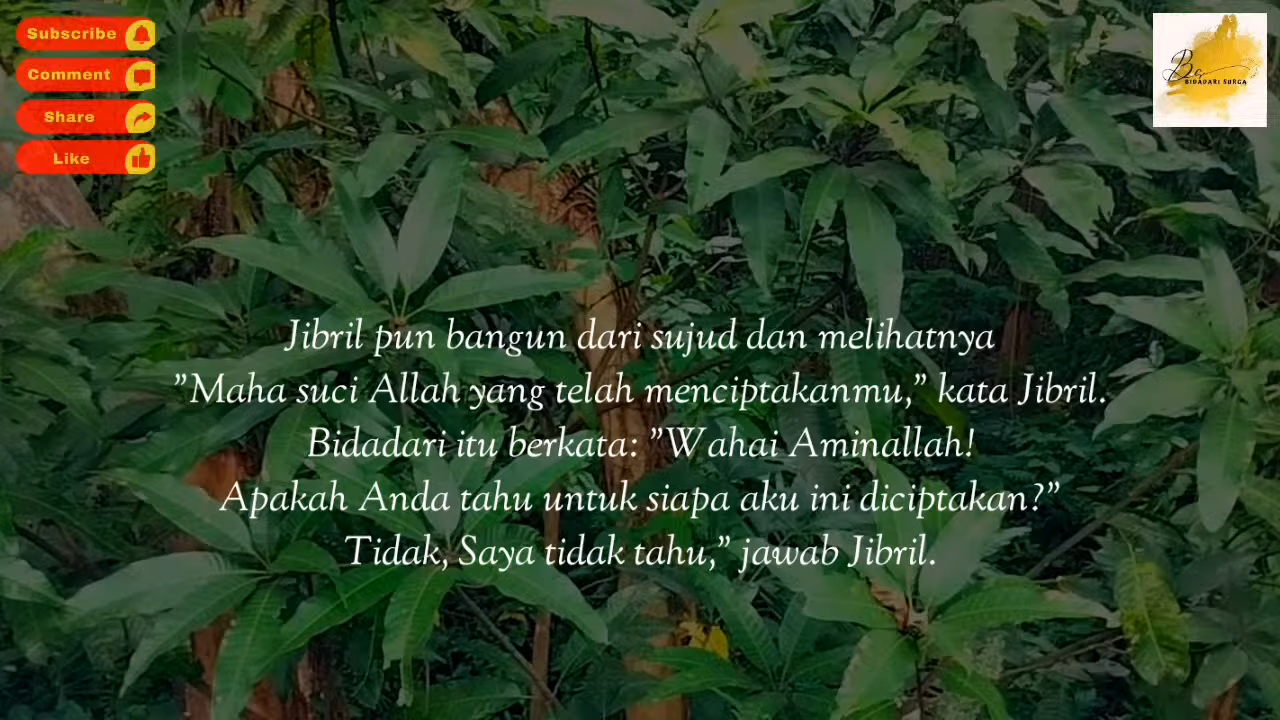 Subscribe
Comment
Share
Like
BIDADARI SURGA
Jibril pun bangun dari sujud dan melihatnya
”Maha suci Allah yang telah menciptakanmu,” kata Jibril.
Bidadari itu berkata: ”Wahai Aminallah!
Apakah Anda tahu untuk siapa aku ini diciptakan?”
Tidak, Saya tidak tahu,” jawab Jibril.